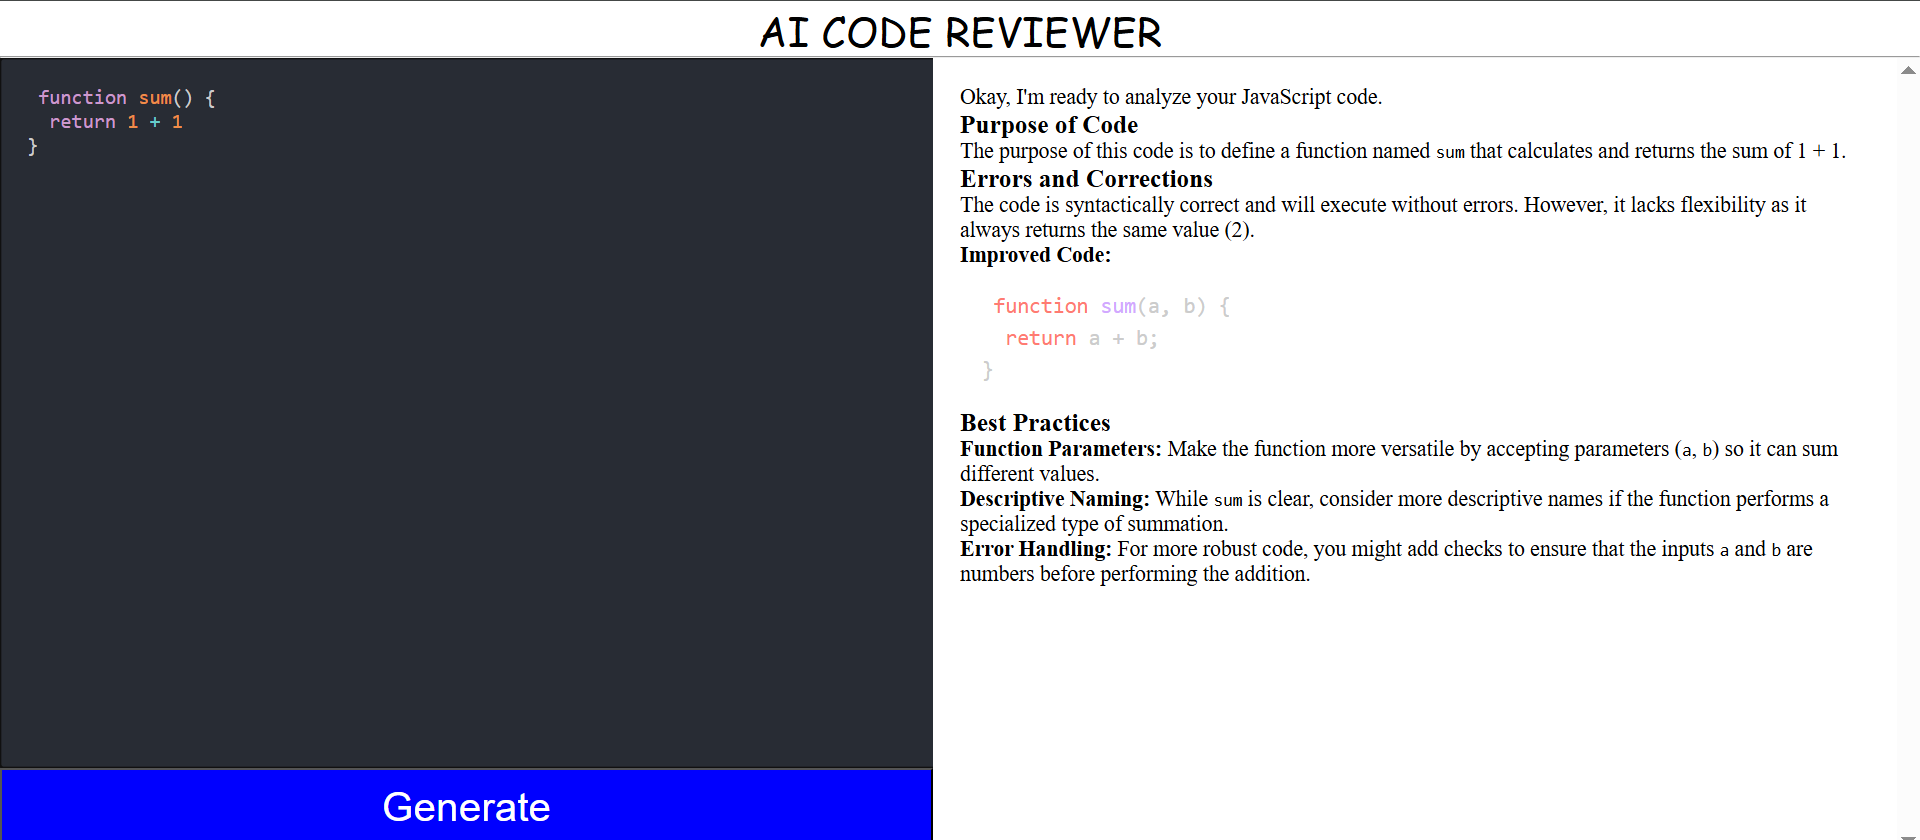 AI CODE REVIEWER
function sum() {
return 1 + 1
}
Generate
Okay, I'm ready to analyze your JavaScript code.
Purpose of Code
The purpose of this code is to define a function named sum that calculates and returns the sum of 1 + 1.
Errors and Corrections
The code is syntactically correct and will execute without errors. However, it lacks flexibility as it
always returns the same value (2).
Improved Code:
function sum(a, b) {
return a + b;
}
Best Practices
Function Parameters: Make the function more versatile by accepting parameters (a, b) so it can sum
different values.
Descriptive Naming: While sum is clear, consider more descriptive names if the function performs a
specialized type of summation.
Error Handling: For more robust code, you might add checks to ensure that the inputs a and b are
numbers before performing the addition.